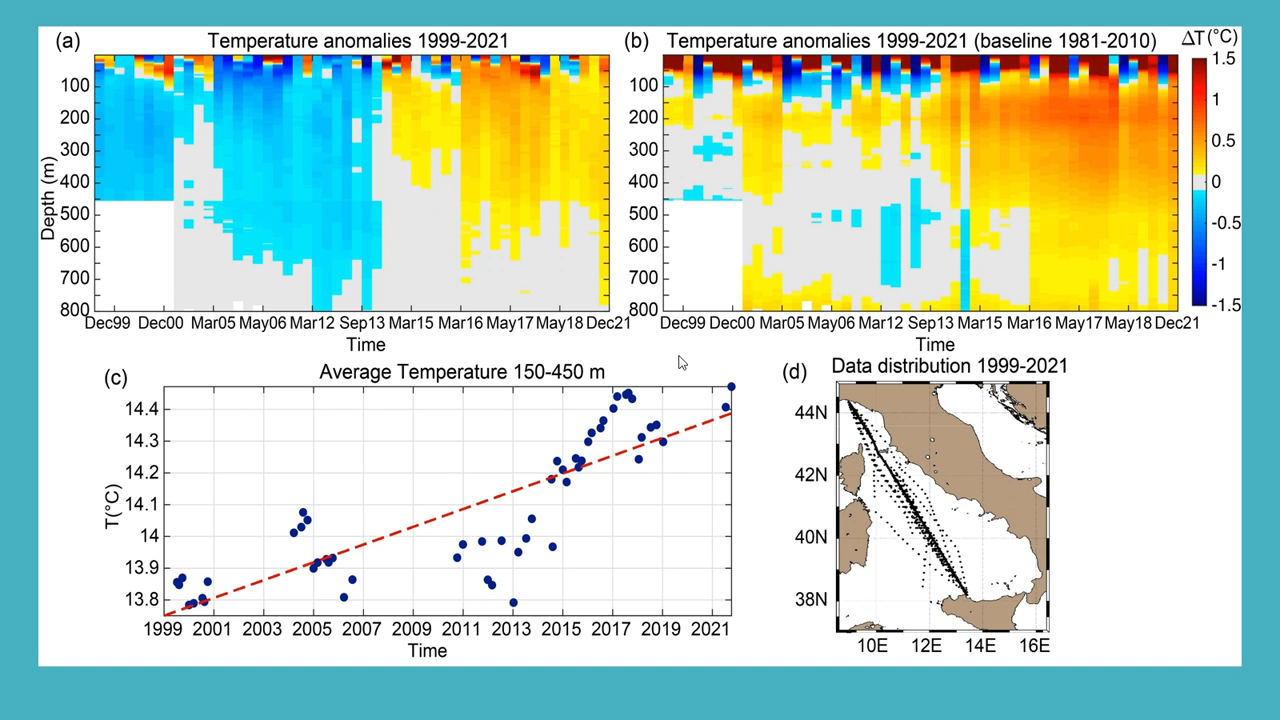 (a) Temperature anomalies 1999-2021
Depth (m)
100
200
300
400
500
600
700
800
Dec99 Dec00 Mar05 May06 Mar12 Sep13 Mar15 Mar16 May17 May18 Dec21
Time
(b) Temperature anomalies 1999-2021 (baseline 1981-2010)
100
200
300
400
500
600
700
800
Dec99 Dec00 Mar05 May06 Mar12 Sep13 Mar15 Mar16 May17 May18 Dec21
Time
ΔT(°C)
1.5
1
0.5
0
-0.5
-1
-1.5
(c) Average Temperature 150-450 m
T(°C)
14.4
14.3
14.2
14.1
14
13.9
13.8
1999 2001 2003 2005 2007 2009 2011 2013 2015 2017 2019 2021
Time
(d) Data distribution 1999-2021
44N
42N
40N
38N
10E 12E 14E 16E